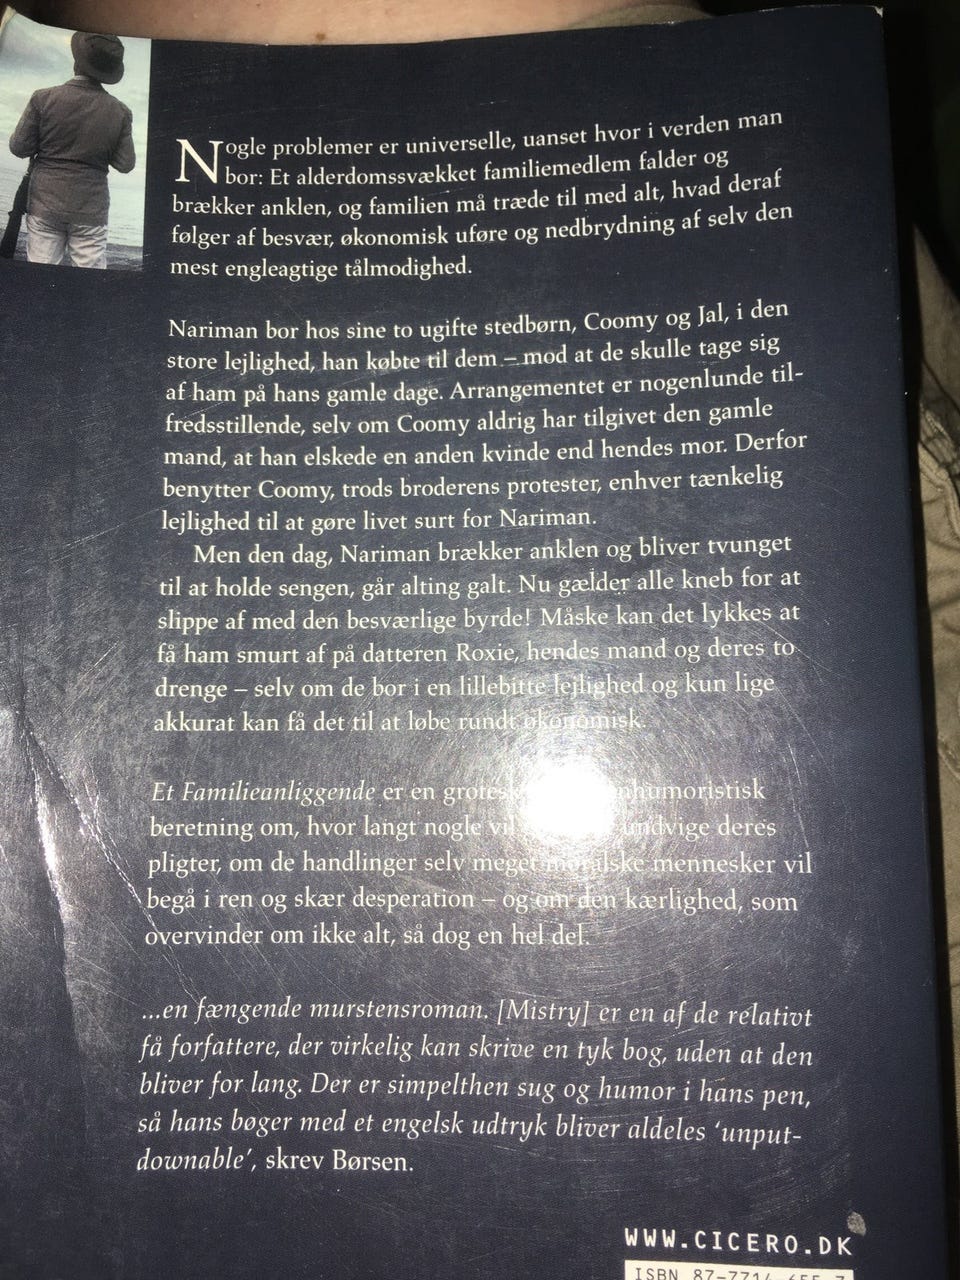 Nogle problemer er universelle, uanset hvor i verden man
bor: Et alderdomssvækket familiemedlem falder og
brækker anklen, og familien må træde til med alt, hvad deraf
følger af besvær, økonomisk uføre og nedbrydning af selv den
mest engleagtige tålmodighed.
Nariman bor hos sine to ugifte stedbørn, Coomy og Jal, i den
store lejlighed, han købte til dem – mod at de skulle tage sig
af ham på hans gamle dage. Arrangementet er nogenlunde til-
fredsstillende, selv om Coomy aldrig har tilgivet den gamle
mand, at han elskede en anden kvinde end hendes mor. Derfor
benytter Coomy, trods broderens protester, enhver tænkelig
lejlighed til at gøre livet surt for Nariman.
Men den dag, Nariman brækker anklen og bliver tvunget
til at holde sengen, går alting galt. Nu gælder alle kneb for at
slippe af med den besværlige byrde! Måske kan det lykkes at
få ham smurt af på datteren Roxie, hendes mand og deres to
drenge – selv om de bor i en lillebitte lejlighed og kun lige
akkurat kan få det til at løbe rundt økonomisk.
Et Familieanliggende er en grotesk
beretning om, hvor langt nogle vil undvige deres
pligter, om de handlinger selv meget moralske mennesker vil
begå i ren og skær desperation – og om den kærlighed, som
overvinder om ikke alt, så dog en hel del.
...en fængende murstensroman. [Mistry] er en af de relativt
få forfattere, der virkelig kan skrive en tyk bog, uden at den
bliver for lang. Der er simpelthen sug og humor i hans pen,
så hans bøger med et engelsk udtryk bliver aldeles ‘unput-
downable’, skrev Børsen.
WWW.CICERO.DK
ISBN 87-7714-655-7